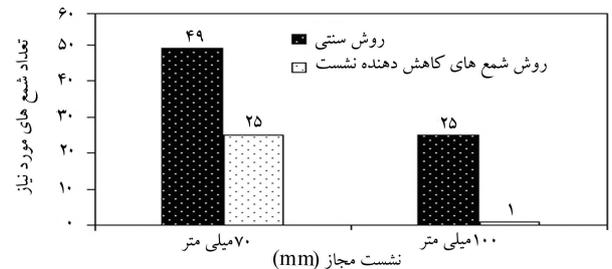 تعداد شمع های مورد نیاز
۶۰
۵۰
۴۰
۳۰
۲۰
۱۰
۰
۴۹
۲۵
۲۵
۱
روش سنتی
روش شمع های کاهش دهنده نشست
۷۰میلی متر
۱۰۰میلی متر
نشست مجاز (mm)